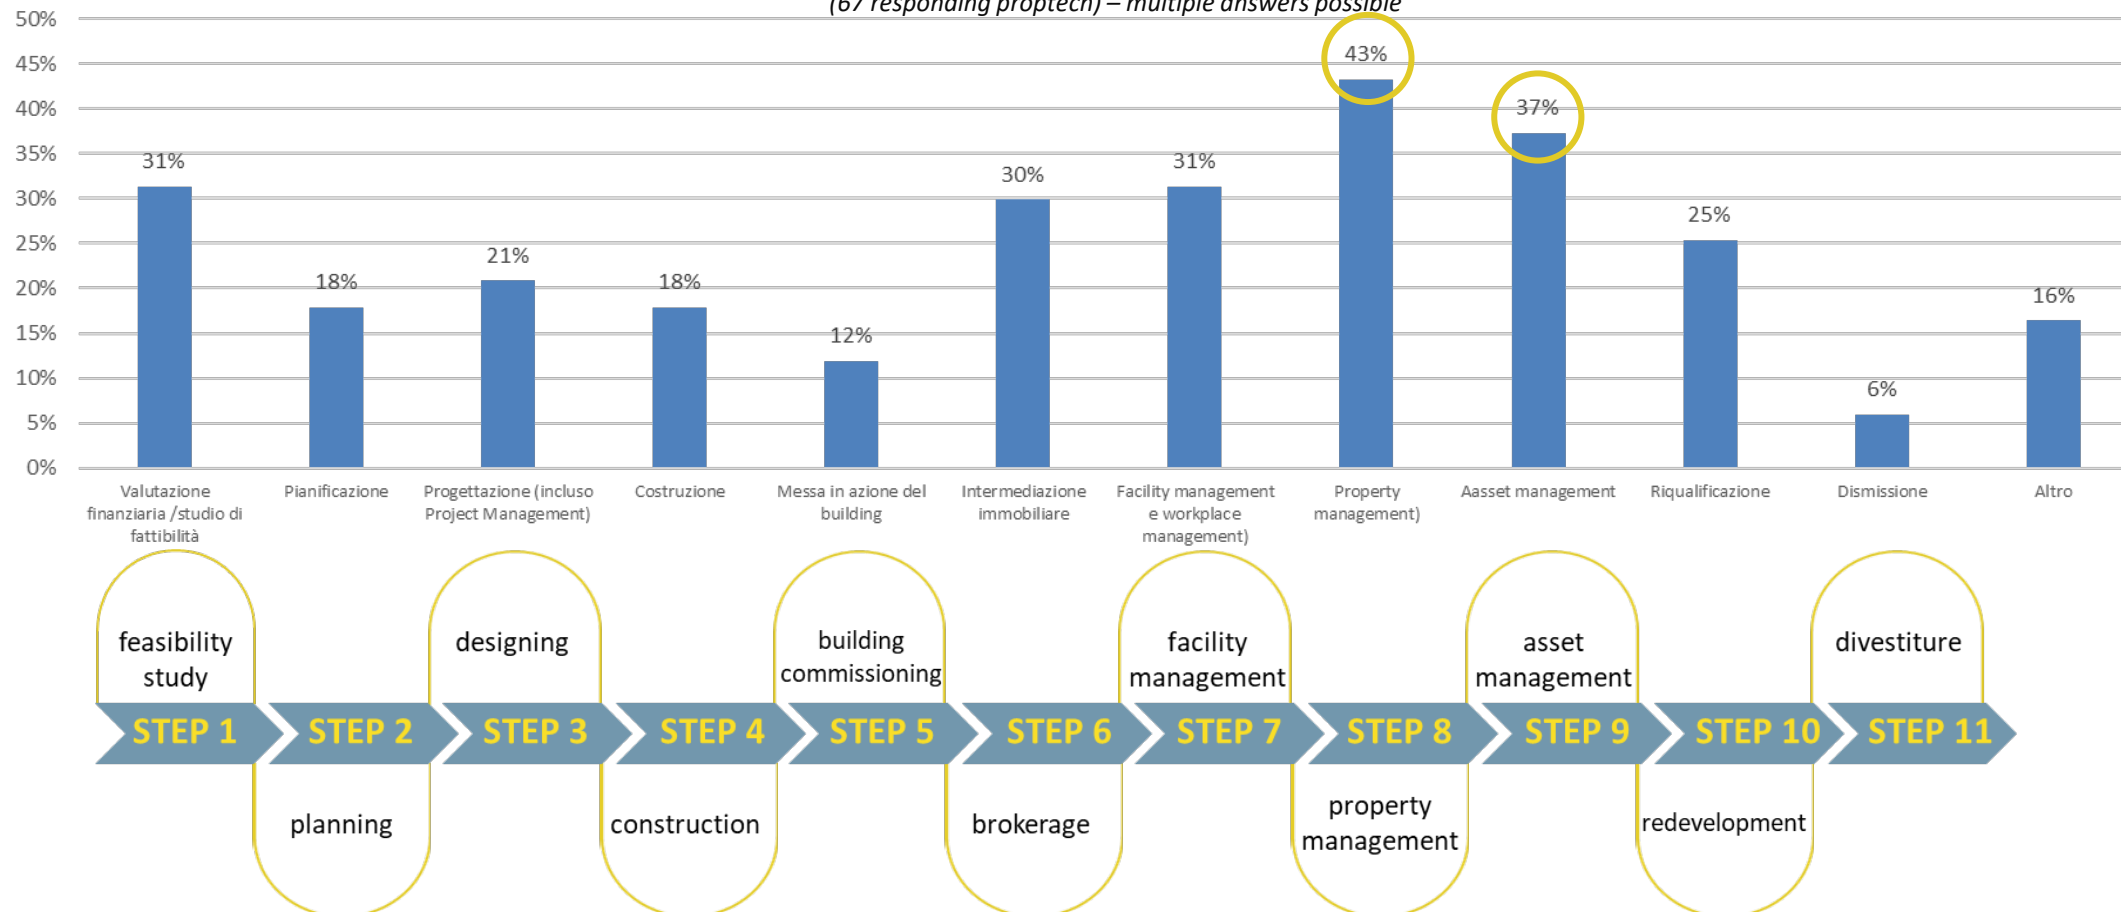 (67 responding proptech) – multiple answers possible
50%
45%
40%
35%
30%
25%
20%
15%
10%
5%
0%
31%
18%
21%
18%
12%
30%
31%
43%
37%
25%
6%
16%
Valutazione
finanziaria /studio di
fattibilità
Pianificazione
Progettazione (incluso
Project Management)
Costruzione
Messa in azione del
building
Intermediazione
immobiliare
Facility management
e workplace
management)
Property
management)
Aasset management
Riqualificazione
Dismissione
Altro
feasibility
study
designing
building
commissioning
facility
management
asset
management
divestiture
STEP 1
STEP 2
STEP 3
STEP 4
STEP 5
STEP 6
STEP 7
STEP 8
STEP 9
STEP 10
STEP 11
planning
construction
brokerage
property
management
redevelopment